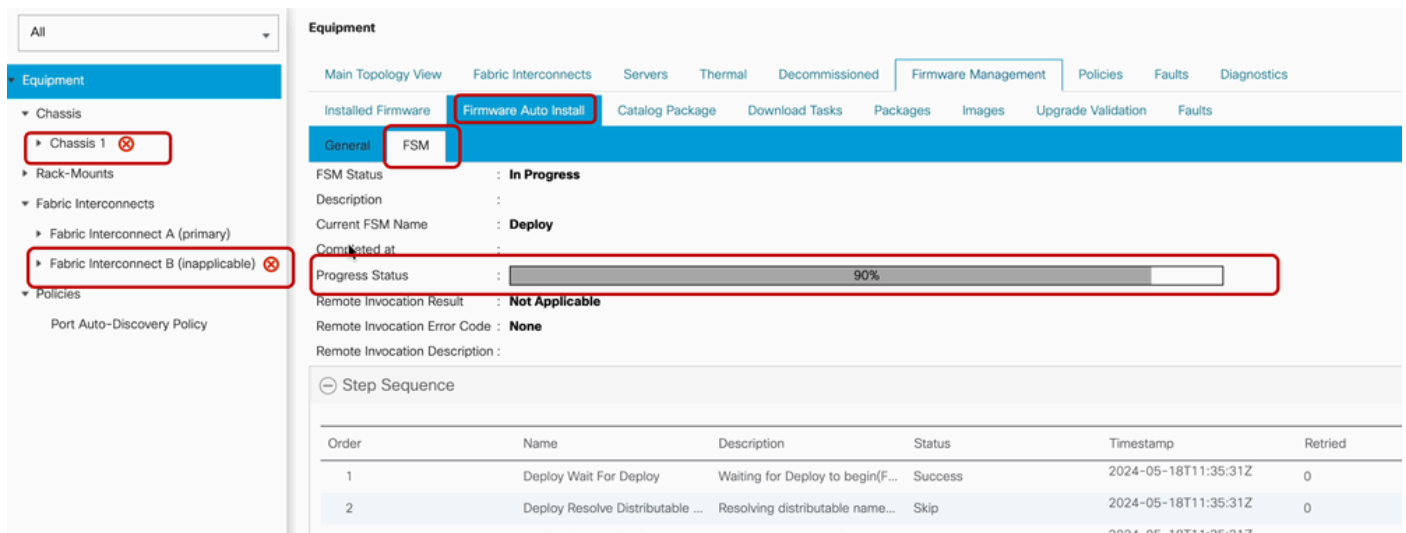 All
Equipment
Chassis
Chassis 1
Rack-Mounts
Fabric Interconnects
Fabric Interconnect A (primary)
Fabric Interconnect B (inapplicable)
Policies
Port Auto-Discovery Policy
Equipment
Main Topology View Fabric Interconnects Servers Thermal Decommissioned Firmware Management Policies Faults Diagnostics
Installed Firmware Firmware Auto Install Catalog Package Download Tasks Packages Images Upgrade Validation Faults
General FSM
FSM Status : In Progress
Description :
Current FSM Name : Deploy
Completed at :
Progress Status : 90%
Remote Invocation Result : Not Applicable
Remote Invocation Error Code : None
Remote Invocation Description :
Step Sequence
Order Name Description Status Timestamp Retried
1 Deploy Wait For Deploy Waiting for Deploy to begin(F... Success 2024-05-18T11:35:31Z 0
2 Deploy Resolve Distributable ... Resolving distributable name... Skip 2024-05-18T11:35:31Z 0